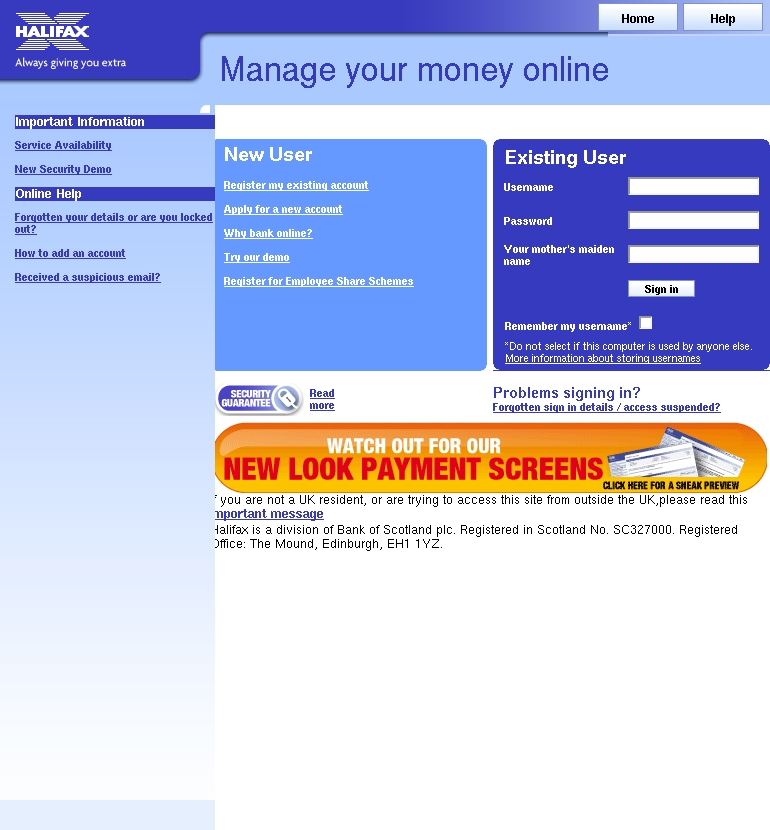 HALIFAX
Always giving you extra
Home
Help
Manage your money online
Important Information
Service Availability
New Security Demo
Online Help
Forgotten your details or are you locked
out?
How to add an account
Received a suspicious email?
New User
Register my existing account
Apply for a new account
Why bank online?
Try our demo
Register for Employee Share Schemes
Existing User
Username
Password
Your mother's maiden
name
Sign in
Remember my username*
*Do not select if this computer is used by anyone else.
More information about storing usernames
SECURITY
GUARANTEE
Read
more
Problems signing in?
Forgotten sign in details / access suspended?
WATCH OUT FOR OUR
NEW LOOK PAYMENT SCREENS
CLICK HERE FOR A SNEAK PREVIEW
If you are not a UK resident, or are trying to access this site from outside the UK,please read this
important message
Halifax is a division of Bank of Scotland plc. Registered in Scotland No. SC327000. Registered
Office: The Mound, Edinburgh, EH1 1YZ.